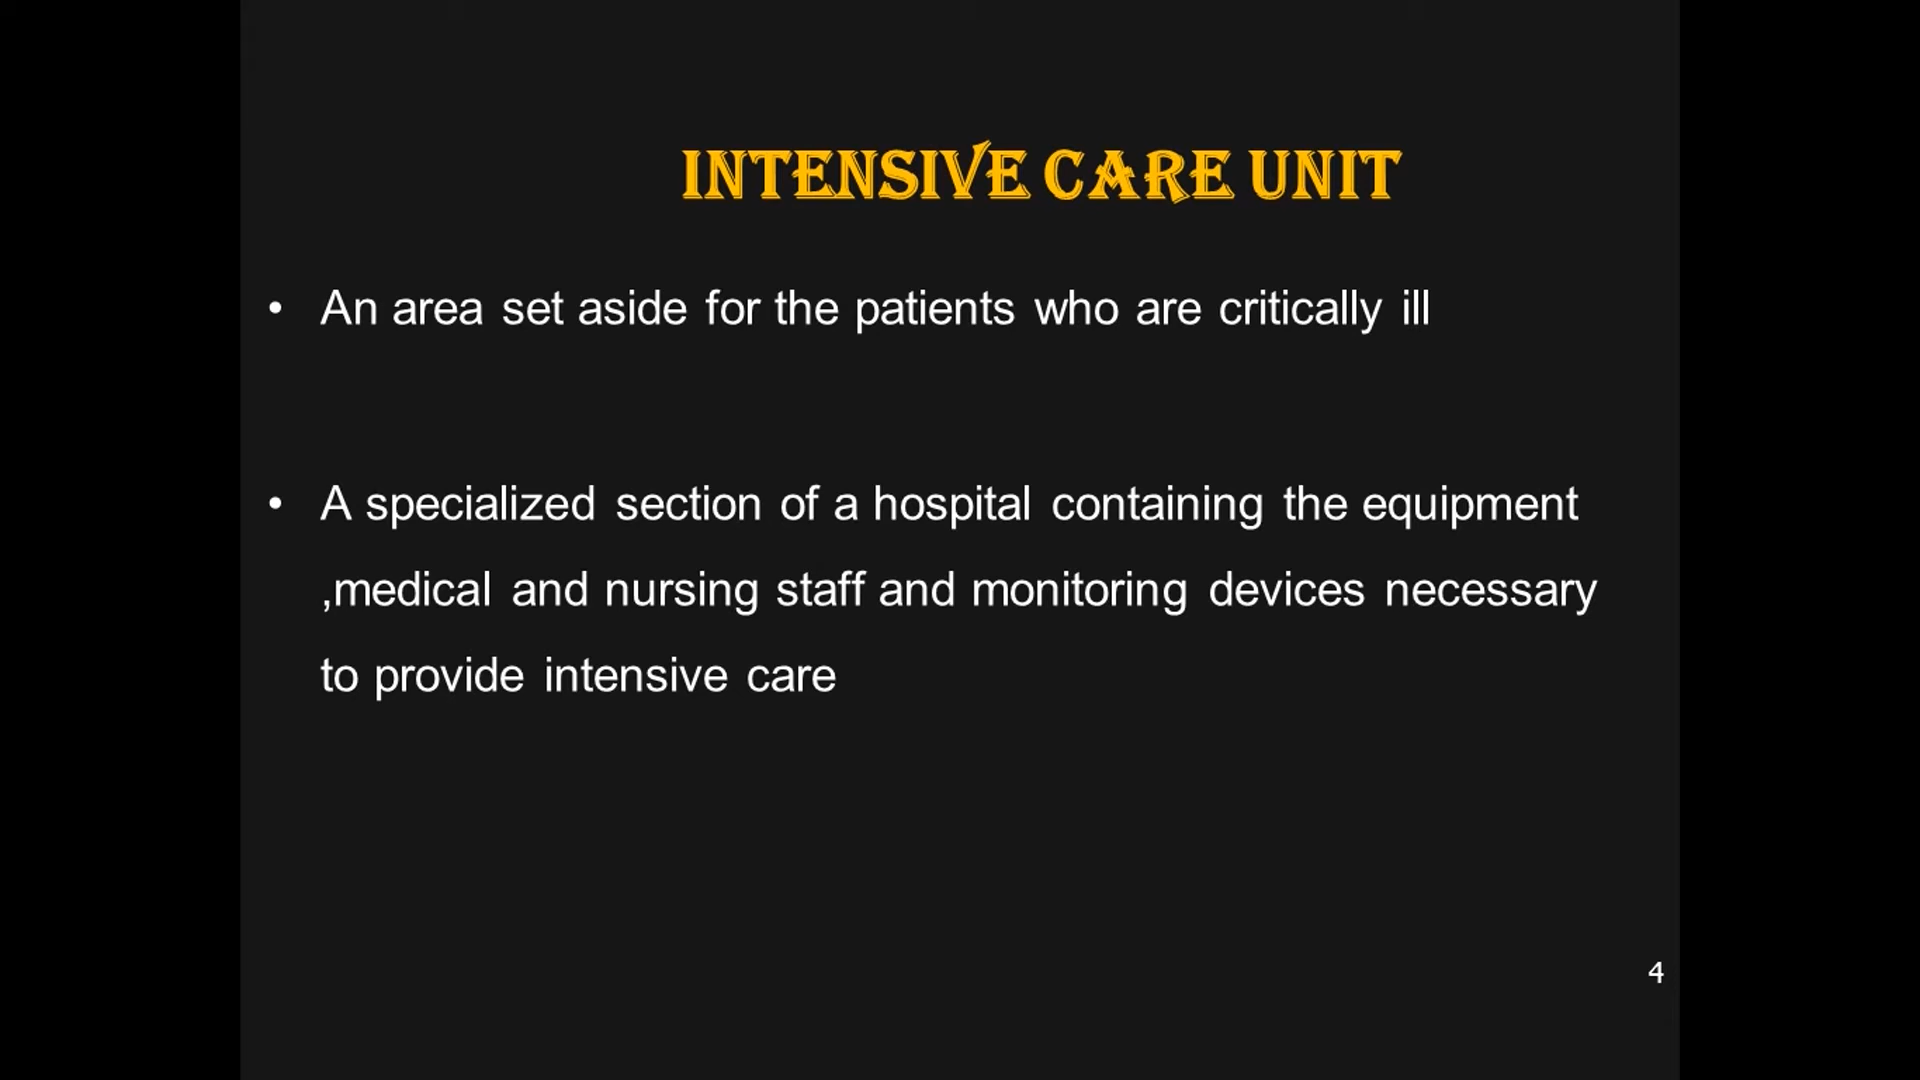 INTENSIVE CARE UNIT
• An area set aside for the patients who are critically ill
• A specialized section of a hospital containing the equipment
,medical and nursing staff and monitoring devices necessary
to provide intensive care
4